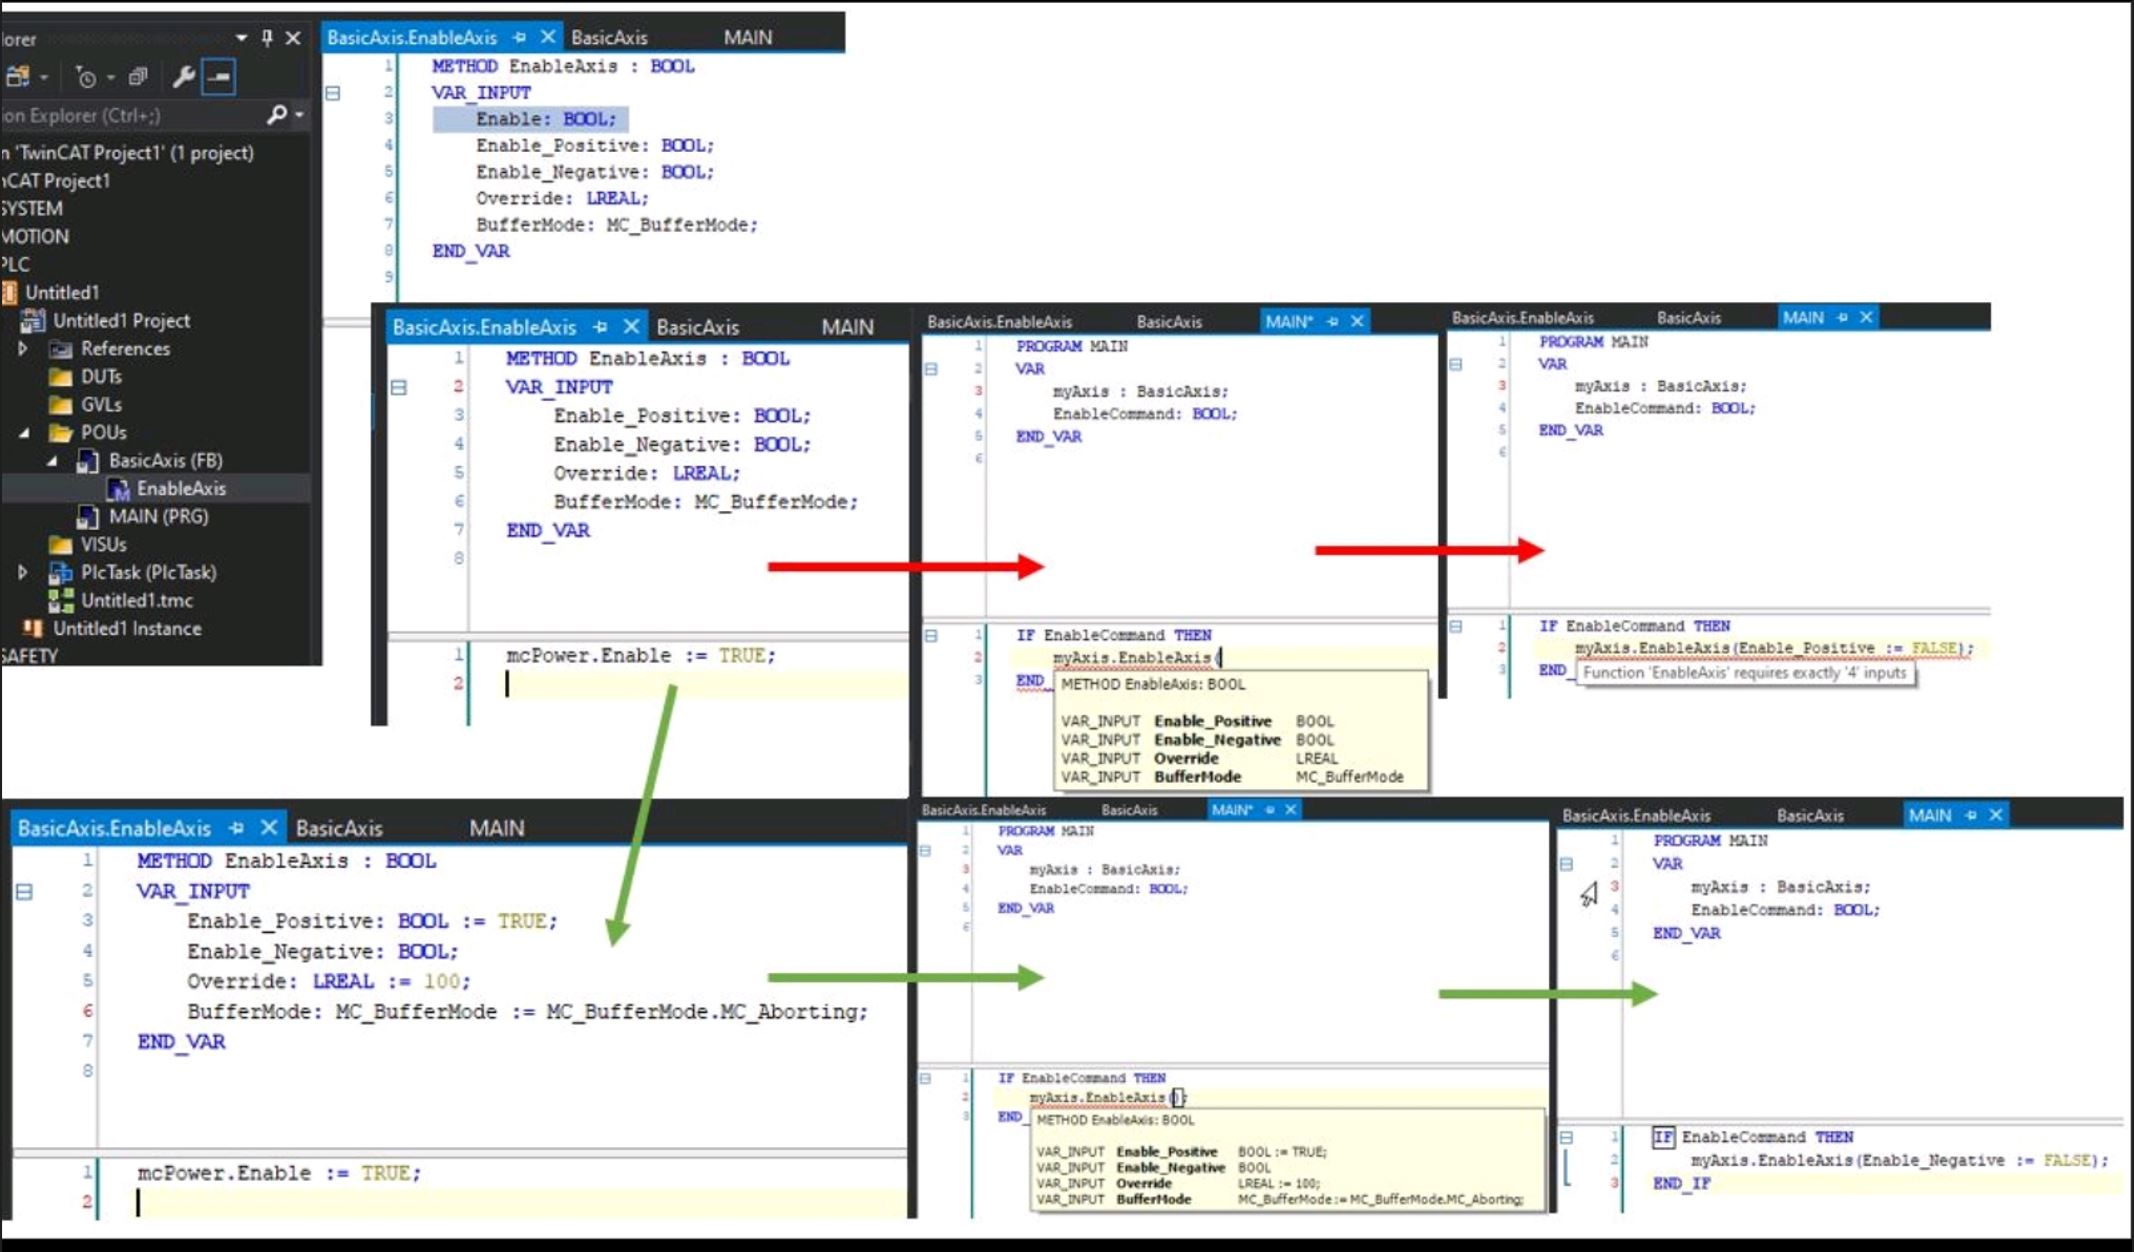 BasicAxis.EnableAxis BasicAxis MAIN
1 METHOD EnableAxis : BOOL
2 VAR_INPUT
3 Enable: BOOL;
4 Enable_Positive: BOOL;
5 Enable_Negative: BOOL;
6 Override: LREAL;
7 BufferMode: MC_BufferMode;
8 END_VAR
9
lorer
ion Explorer (Ctrl+;)
n 'TwinCAT Project1' (1 project)
nCAT Project1
SYSTEM
MOTION
PLC
Untitled1
Untitled1 Project
References
DUTs
GVLs
POUs
BasicAxis (FB)
EnableAxis
MAIN (PRG)
VISUs
PlcTask (PlcTask)
Untitled1.tmc
Untitled1 Instance
SAFETY
BasicAxis.EnableAxis BasicAxis MAIN
1 METHOD EnableAxis : BOOL
2 VAR_INPUT
3 Enable_Positive: BOOL;
4 Enable_Negative: BOOL;
5 Override: LREAL;
6 BufferMode: MC_BufferMode;
7 END_VAR
8
1 mcPower.Enable := TRUE;
2
BasicAxis.EnableAxis BasicAxis MAIN*
1 PROGRAM MAIN
2 VAR
3 myAxis : BasicAxis;
4 EnableCommand: BOOL;
5 END_VAR
6
1 IF EnableCommand THEN
2 myAxis.EnableAxis(
3 END_
METHOD EnableAxis: BOOL
VAR_INPUT Enable_Positive BOOL
VAR_INPUT Enable_Negative BOOL
VAR_INPUT Override LREAL
VAR_INPUT BufferMode MC_BufferMode
BasicAxis.EnableAxis BasicAxis MAIN
1 PROGRAM MAIN
2 VAR
3 myAxis : BasicAxis;
4 EnableCommand: BOOL;
5 END_VAR
6
1 IF EnableCommand THEN
2 myAxis.EnableAxis(Enable_Positive := FALSE);
3 END_
Function 'EnableAxis' requires exactly '4' inputs
BasicAxis.EnableAxis BasicAxis MAIN
1 METHOD EnableAxis : BOOL
2 VAR_INPUT
3 Enable_Positive: BOOL := TRUE;
4 Enable_Negative: BOOL;
5 Override: LREAL := 100;
6 BufferMode: MC_BufferMode := MC_BufferMode.MC_Aborting;
7 END_VAR
8
1 mcPower.Enable := TRUE;
2
BasicAxis.EnableAxis BasicAxis MAIN*
1 PROGRAM MAIN
2 VAR
3 myAxis : BasicAxis;
4 EnableCommand: BOOL;
5 END_VAR
6
1 IF EnableCommand THEN
2 myAxis.EnableAxis();
3 END_
METHOD EnableAxis: BOOL
VAR_INPUT Enable_Positive BOOL := TRUE;
VAR_INPUT Enable_Negative BOOL
VAR_INPUT Override LREAL := 100;
VAR_INPUT BufferMode MC_BufferMode := MC_BufferMode.MC_Aborting;
BasicAxis.EnableAxis BasicAxis MAIN
1 PROGRAM MAIN
2 VAR
3 myAxis : BasicAxis;
4 EnableCommand: BOOL;
5 END_VAR
6
1 IF EnableCommand THEN
2 myAxis.EnableAxis(Enable_Negative := FALSE);
3 END_IF